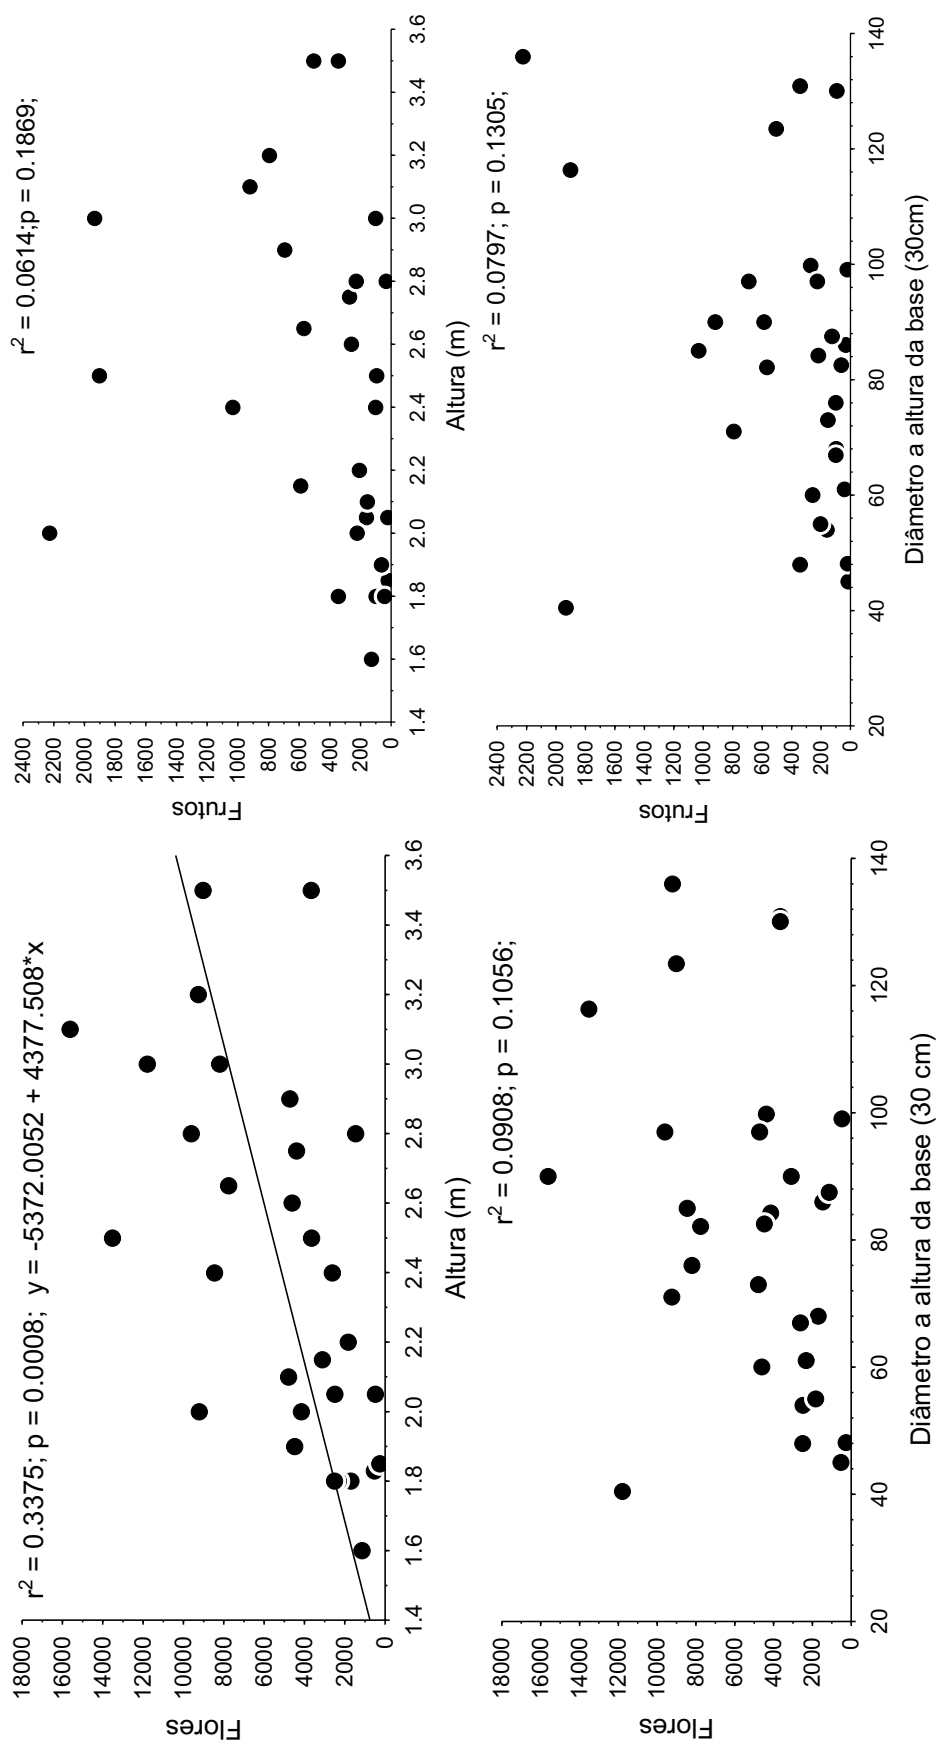 r² = 0.3375; p = 0.0008; y = -5372.0052 + 4377.508*x
Flores
18000
16000
14000
12000
10000
8000
6000
4000
2000
0
1.4 1.6 1.8 2.0 2.2 2.4 2.6 2.8 3.0 3.2 3.4 3.6
Altura (m)
r² = 0.0614;p = 0.1869;
Frutos
2400
2200
2000
1800
1600
1400
1200
1000
800
600
400
200
0
1.4 1.6 1.8 2.0 2.2 2.4 2.6 2.8 3.0 3.2 3.4 3.6
Altura (m)
r² = 0.0908; p = 0.1056;
Flores
18000
16000
14000
12000
10000
8000
6000
4000
2000
0
20 40 60 80 100 120 140
Diâmetro a altura da base (30 cm)
r² = 0.0797; p = 0.1305;
Frutos
2400
2200
2000
1800
1600
1400
1200
1000
800
600
400
200
0
20 40 60 80 100 120 140
Diâmetro a altura da base (30cm)